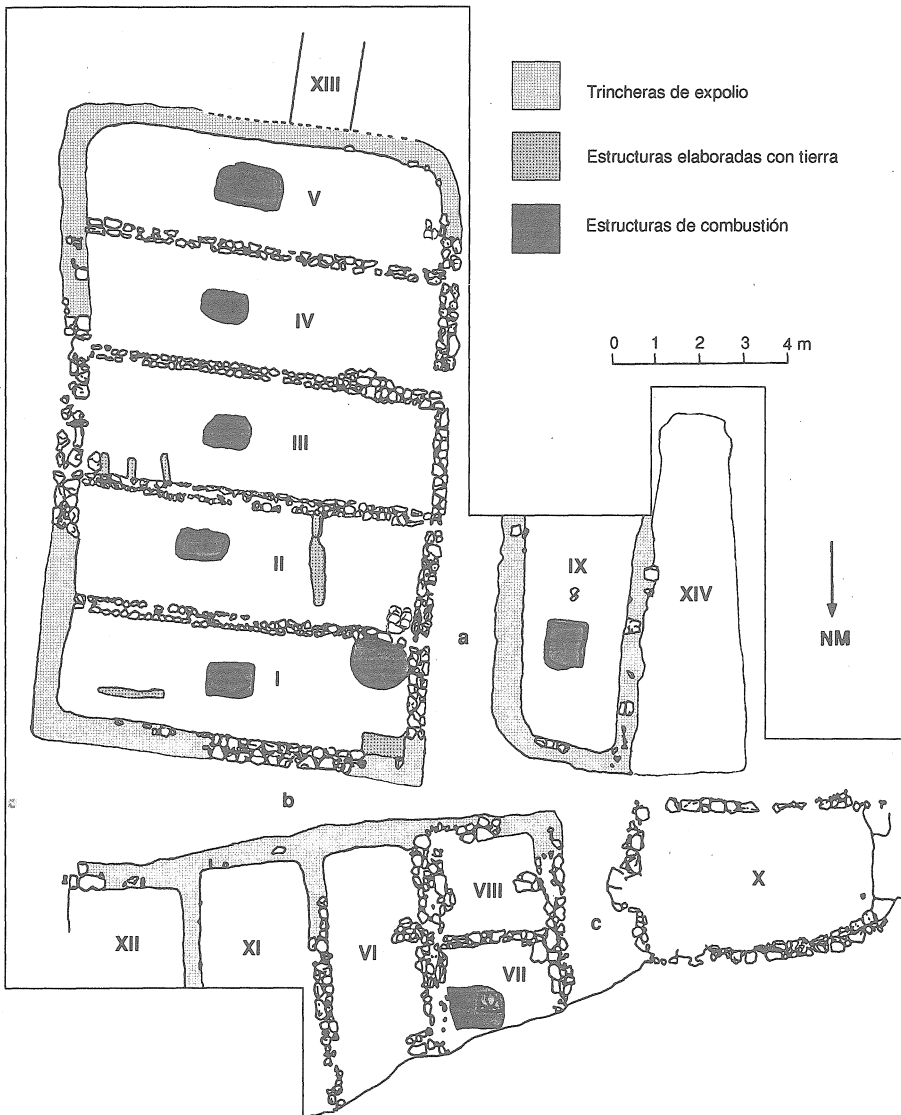 XIII
Trincheras de expolio
Estructuras elaboradas con tierra
V
Estructuras de combustión
IV
0 1 2 3 4 m
III
II
IX
XIV
a
NM
I
b
X
VIII
c
XII
XI
VI
VII